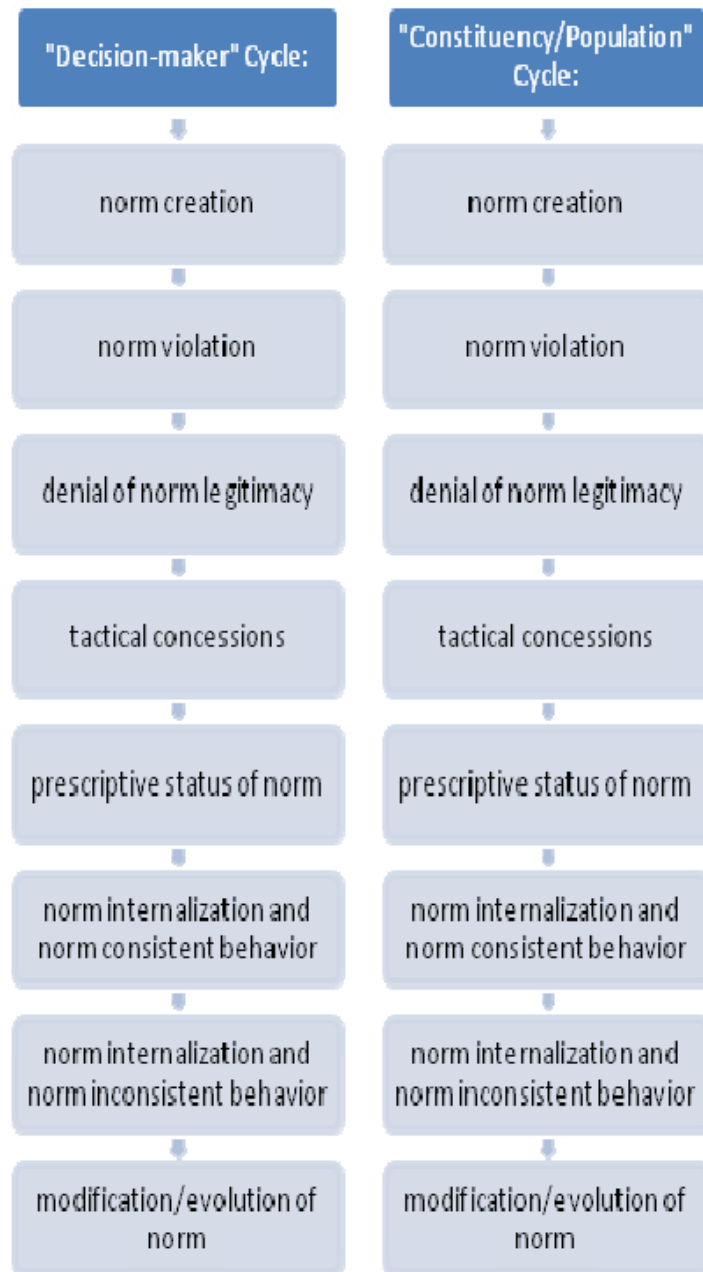 "Decision-maker" Cycle:
norm creation
norm violation
denial of norm legitimacy
tactical concessions
prescriptive status of norm
norm internalization and
norm consistent behavior
norm internalization and
norm inconsistent behavior
modification/evolution of
norm
"Constituency/Population"
Cycle:
norm creation
norm violation
denial of norm legitimacy
tactical concessions
prescriptive status of norm
norm internalization and
norm consistent behavior
norm internalization and
norm inconsistent behavior
modification/evolution of
norm